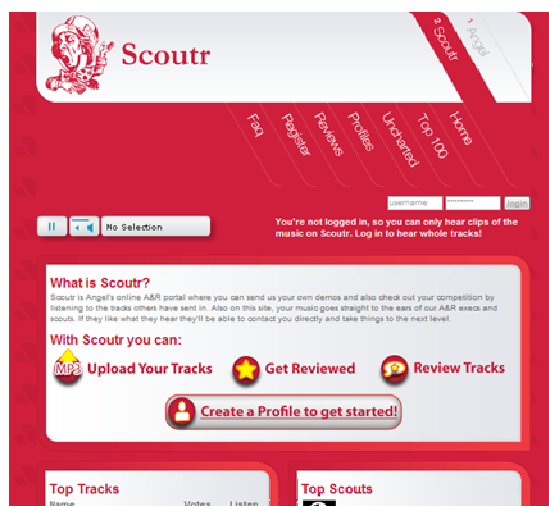 Scoutr
2 Scoutr
1 Angel
Faq
Register
Reviews
Profiles
Uncharted
Top 100
Home
username
login
No Selection
You're not logged in, so you can only hear clips of the
music on Scoutr. Log in to hear whole tracks!
What is Scoutr?
Scoutr is Angel's online A&R portal where you can send us your own demos and also check out your competition by
listening to the tracks others have sent in. Also on this site, your music goes straight to the ears of our A&R execs and
scouts. If they like what they hear they'll be able to contact you directly and take things to the next level.
With Scoutr you can:
MP3 Upload Your Tracks
Get Reviewed
Review Tracks
Create a Profile to get started!
Top Tracks
Name Votes Listen
Top Scouts